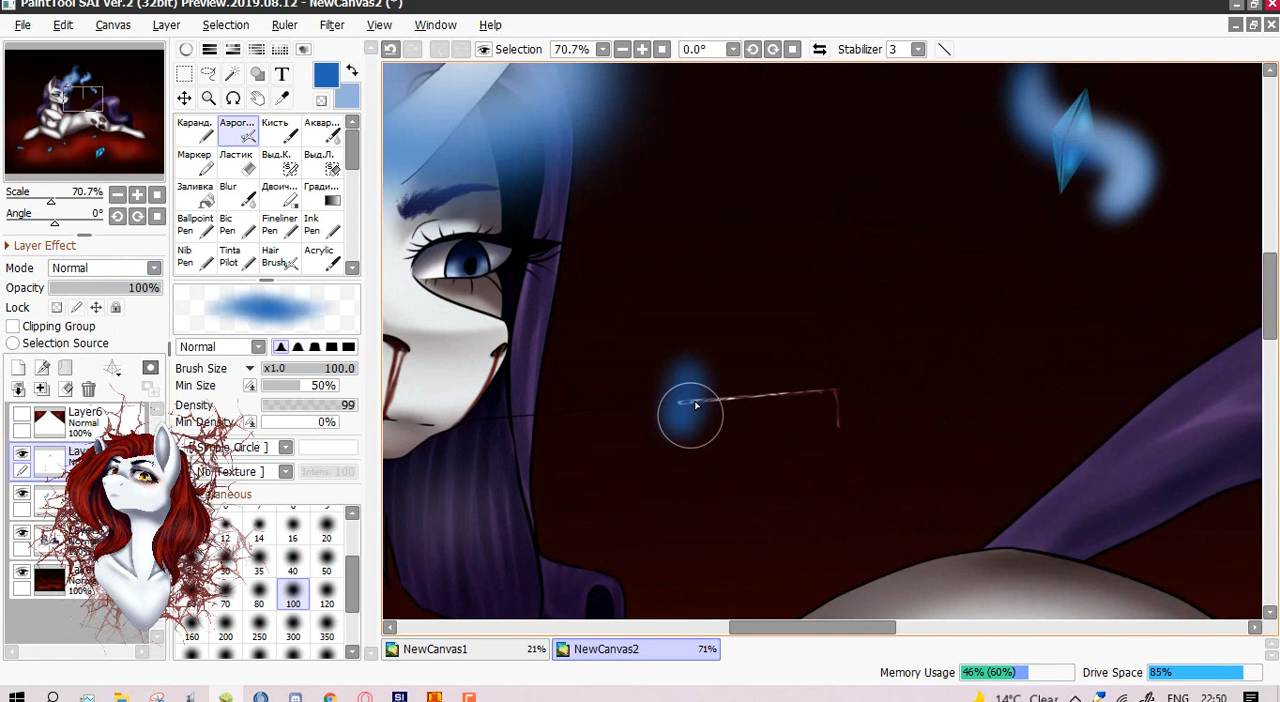 PaintTool SAI Ver.2 (32bit) Preview.2019.08.12 - NewCanvas2 (*)
File Edit Canvas Layer Selection Ruler Filter View Window Help
Selection 70.7% 0.0° Stabilizer 3
T
Scale 70.7%
Angle 0°
Layer Effect
Mode Normal
Opacity 100%
Lock
Clipping Group
Selection Source
Layer6
Normal
100%
Каранд. Аэрог... Кисть Аквар...
Маркер Ластик Выд.К. Выд.Л.
Заливка Blur Двоич... Гради...
Ballpoint Pen Bic Pen Fineliner Pen Ink Pen
Nib Pen Tinta Pilot Hair Brush Acrylic
Normal
Brush Size x1.0 100.0
Min Size 50%
Density 99
Min Density 0%
Circle ]
No Texture ] Intens. 100
12 14 16 20
35 40 50
70 80 100 120
160 200 250 300 350
NewCanvas1 21% NewCanvas2 71%
Memory Usage 46% (60%) Drive Space 85%
14°C Clear ENG 22:50